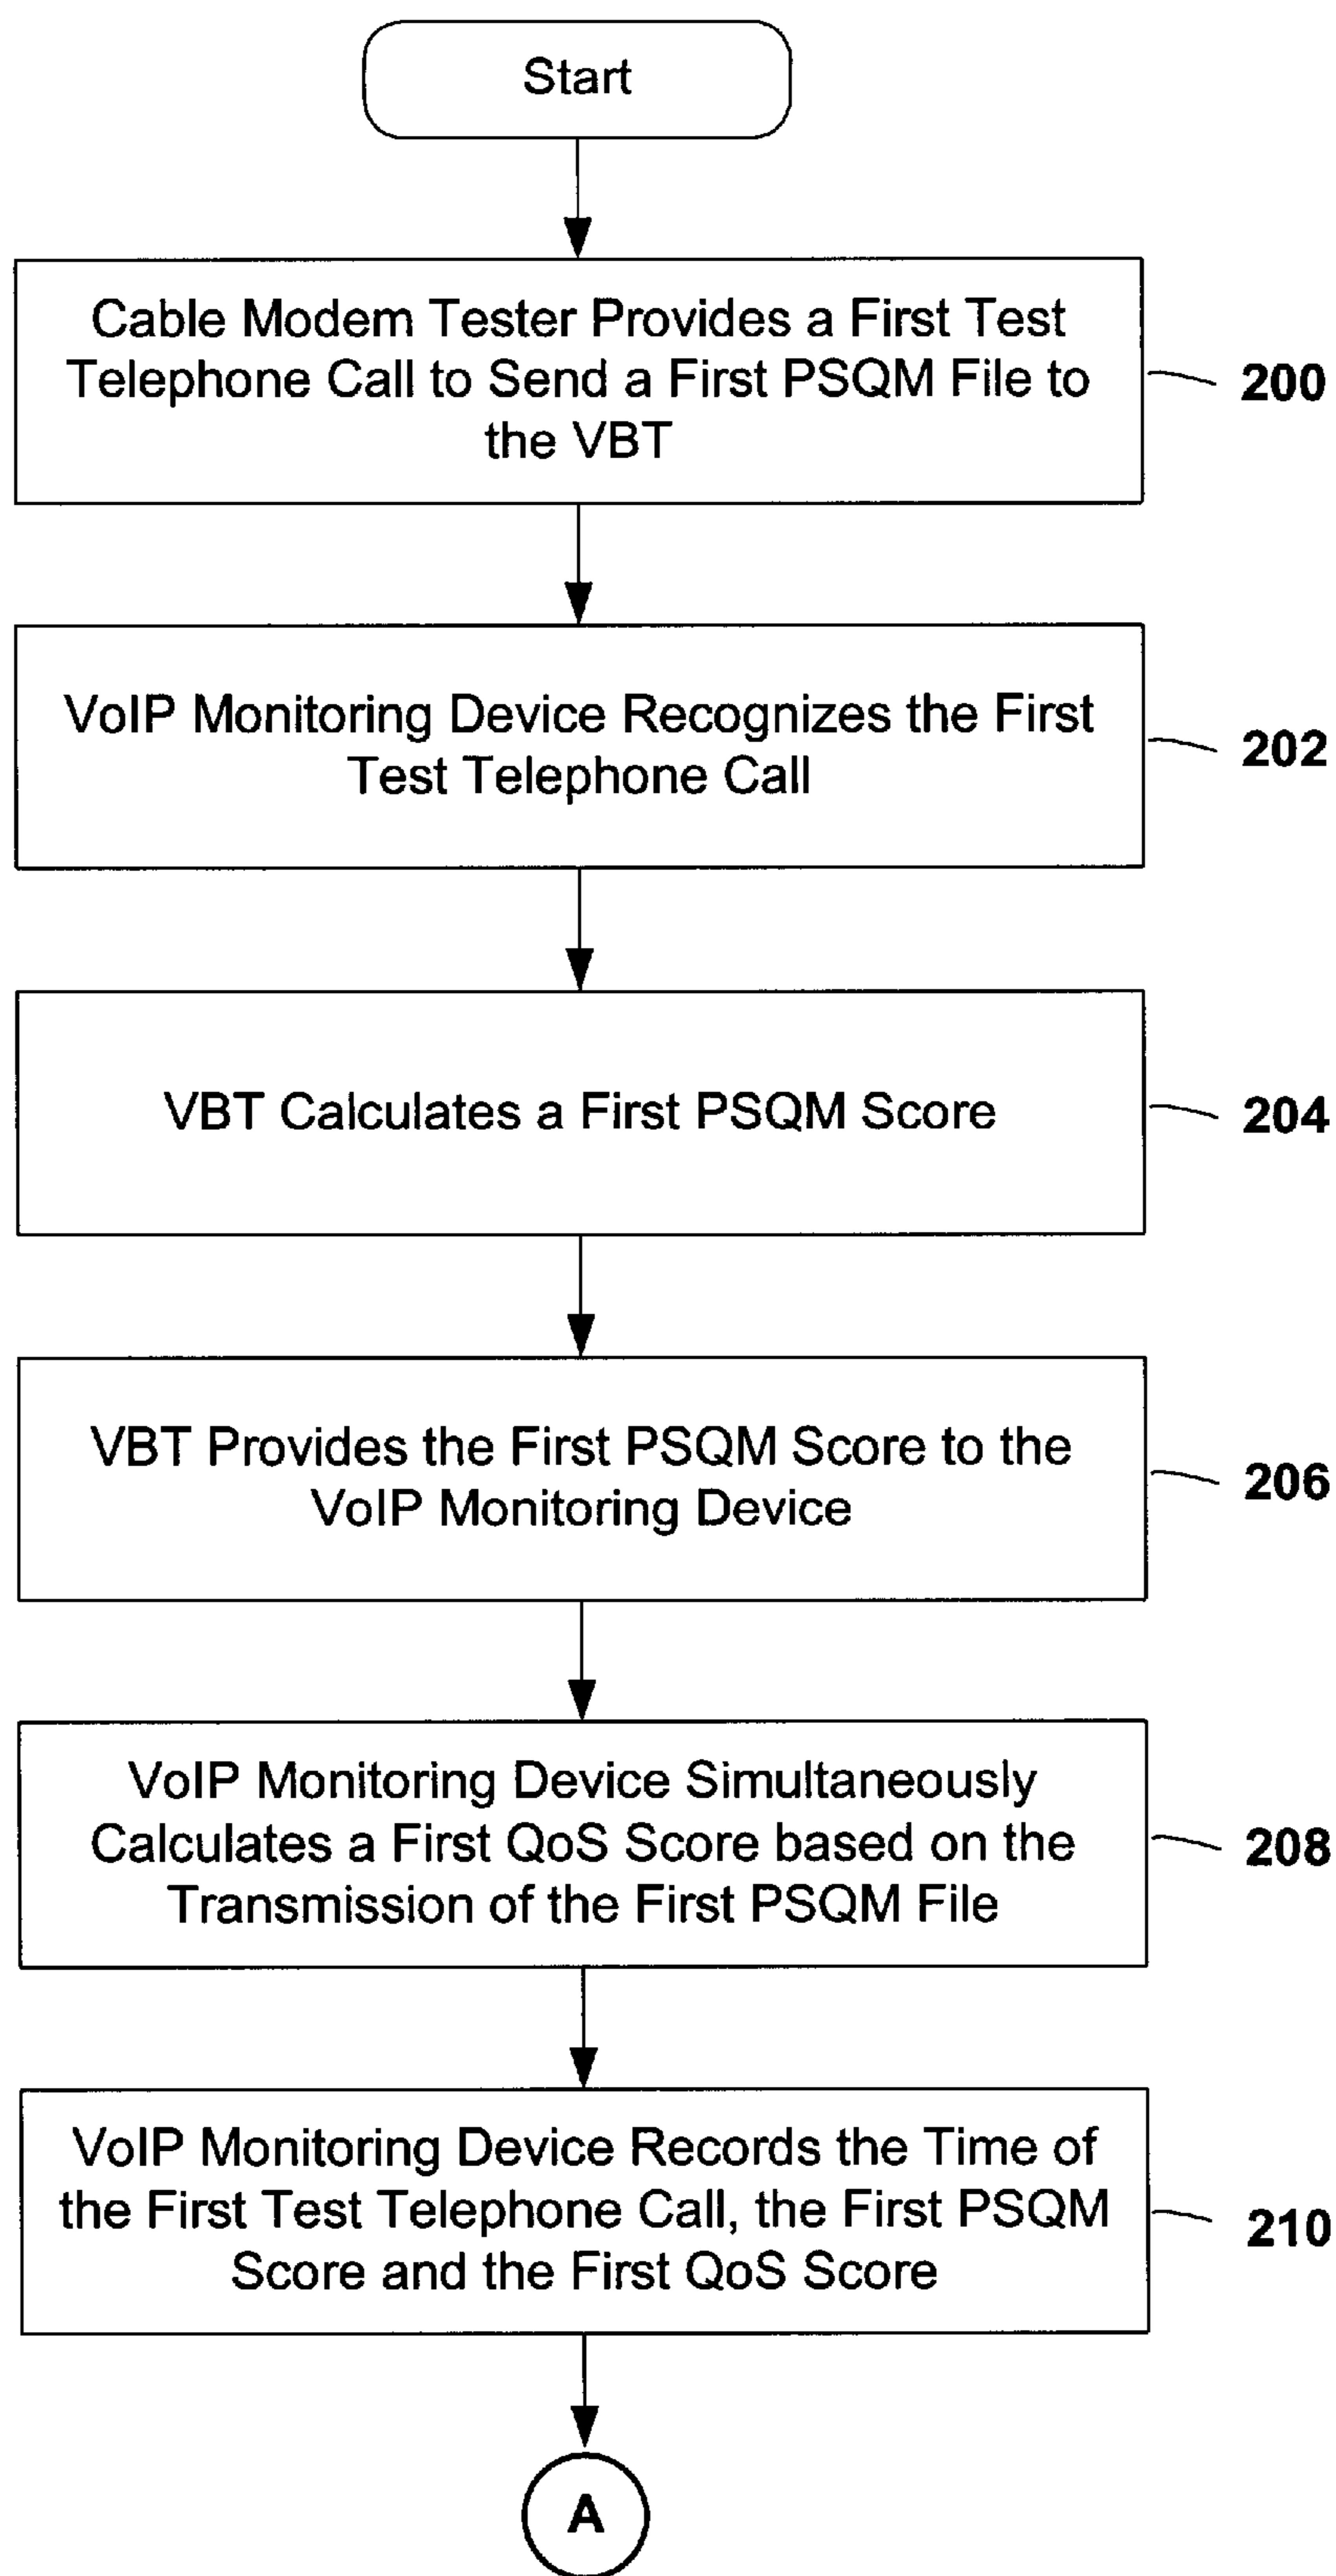 Start
Cable Modem Tester Provides a First Test
Telephone Call to Send a First PSQM File to
the VBT
200
VoIP Monitoring Device Recognizes the First
Test Telephone Call
202
VBT Calculates a First PSQM Score
204
VBT Provides the First PSQM Score to the
VoIP Monitoring Device
206
VoIP Monitoring Device Simultaneously
Calculates a First QoS Score based on the
Transmission of the First PSQM File
208
VoIP Monitoring Device Records the Time of
the First Test Telephone Call, the First PSQM
Score and the First QoS Score
210
A